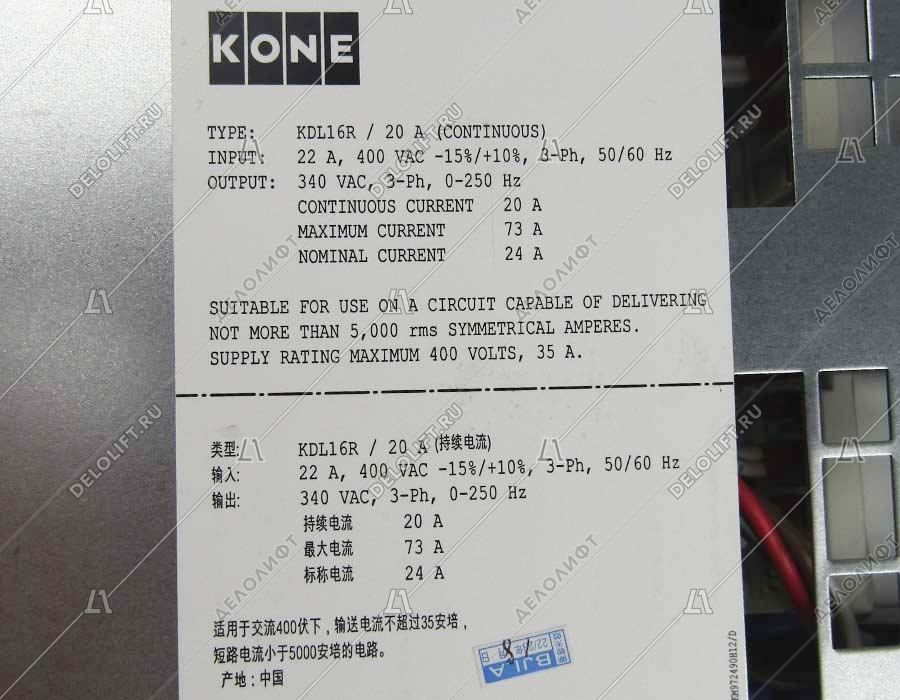 KONE
TYPE: KDL16R / 20 A (CONTINUOUS)
INPUT: 22 A, 400 VAC -15%/+10%, 3-Ph, 50/60 Hz
OUTPUT: 340 VAC, 3-Ph, 0-250 Hz
CONTINUOUS CURRENT 20 A
MAXIMUM CURRENT 73 A
NOMINAL CURRENT 24 A
SUITABLE FOR USE ON A CIRCUIT CAPABLE OF DELIVERING
NOT MORE THAN 5,000 rms SYMMETRICAL AMPERES.
SUPPLY RATING MAXIMUM 400 VOLTS, 35 A.
类型: KDL16R / 20 A (持续电流)
输入: 22 A, 400 VAC -15%/+10%, 3-Ph, 50/60 Hz
输出: 340 VAC, 3-Ph, 0-250 Hz
持续电流 20 A
最大电流 73 A
标称电流 24 A
适用于交流400伏下，输送电流不超过35安培，
短路电流小于5000安培的电路。
产地:中国
BJLA
DELOLIFT.RU
ДЕЛОЛИФТ